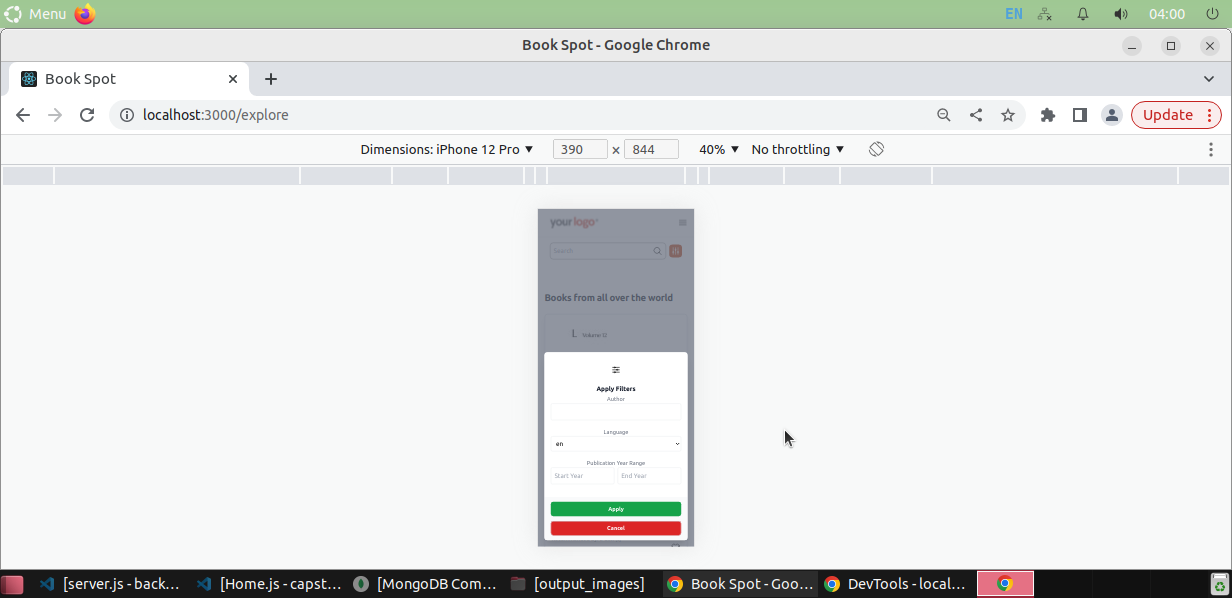 Menu EN 04:00
Book Spot - Google Chrome
Book Spot
localhost:3000/explore Update
Dimensions: iPhone 12 Pro 390 × 844 40% No throttling
your logo
Search
Books from all over the world
L Volume O
Apply Filters
Author
Language
en
Publication Year Range
Start Year End Year
Apply
Cancel
[server.js - back... [Home.js - capst... [MongoDB Com... [output_images] Book Spot - Goo... DevTools - local...